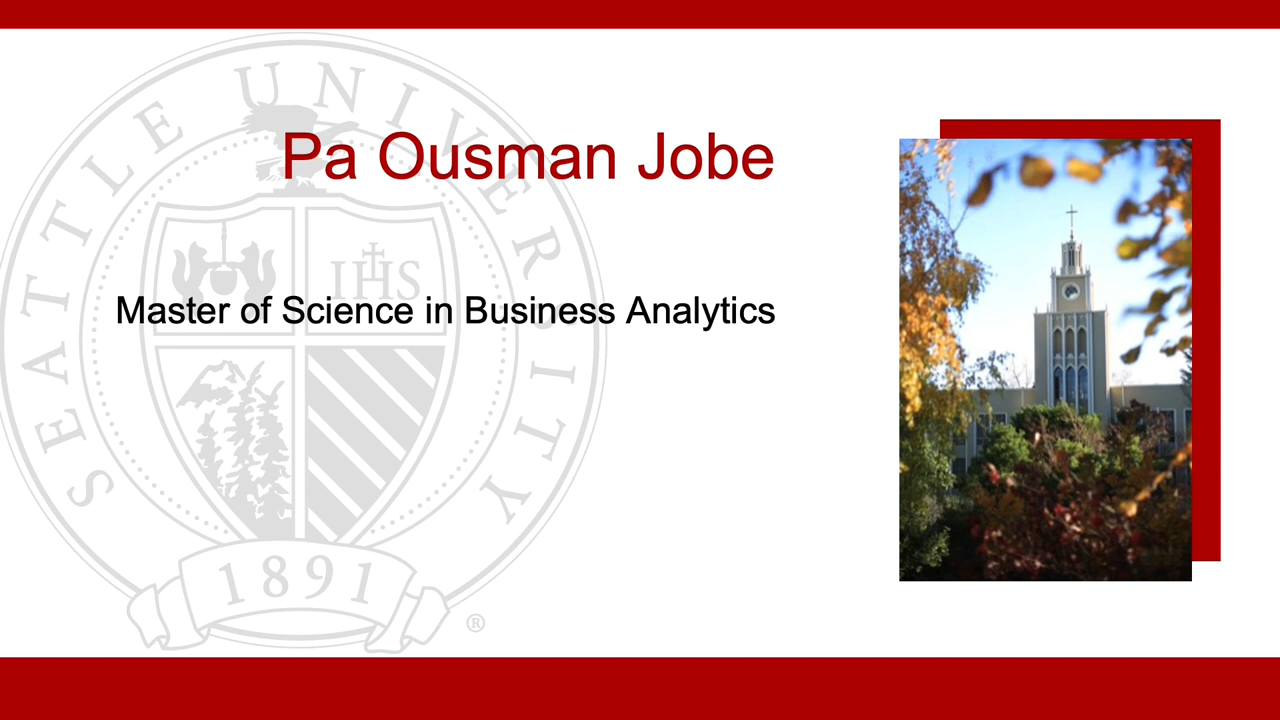 SEATTLE UNIVERSITY
Pa Ousman Jobe
IHS
Master of Science in Business Analytics
1891
®